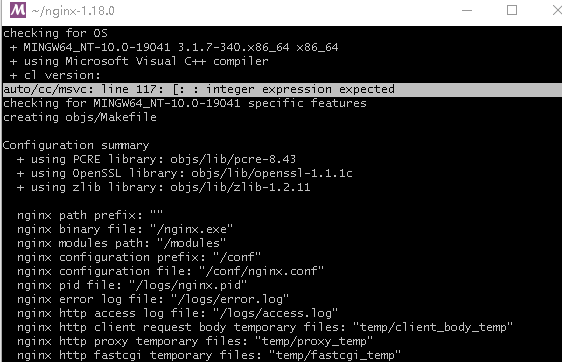 ~/nginx-1.18.0
checking for OS
+ MINGW64_NT-10.0-19041 3.1.7-340.x86_64 x86_64
+ using Microsoft Visual C++ compiler
+ cl version:
auto/cc/msvc: line 117: [: : integer expression expected
checking for MINGW64_NT-10.0-19041 specific features
creating objs/Makefile
Configuration summary
+ using PCRE library: objs/lib/pcre-8.43
+ using OpenSSL library: objs/lib/openssl-1.1.1c
+ using zlib library: objs/lib/zlib-1.2.11
nginx path prefix: ""
nginx binary file: "/nginx.exe"
nginx modules path: "/modules"
nginx configuration prefix: "/conf"
nginx configuration file: "/conf/nginx.conf"
nginx pid file: "/logs/nginx.pid"
nginx error log file: "/logs/error.log"
nginx http access log file: "/logs/access.log"
nginx http client request body temporary files: "temp/client_body_temp"
nginx http proxy temporary files: "temp/proxy_temp"
nginx http fastcgi temporary files: "temp/fastcgi_temp"